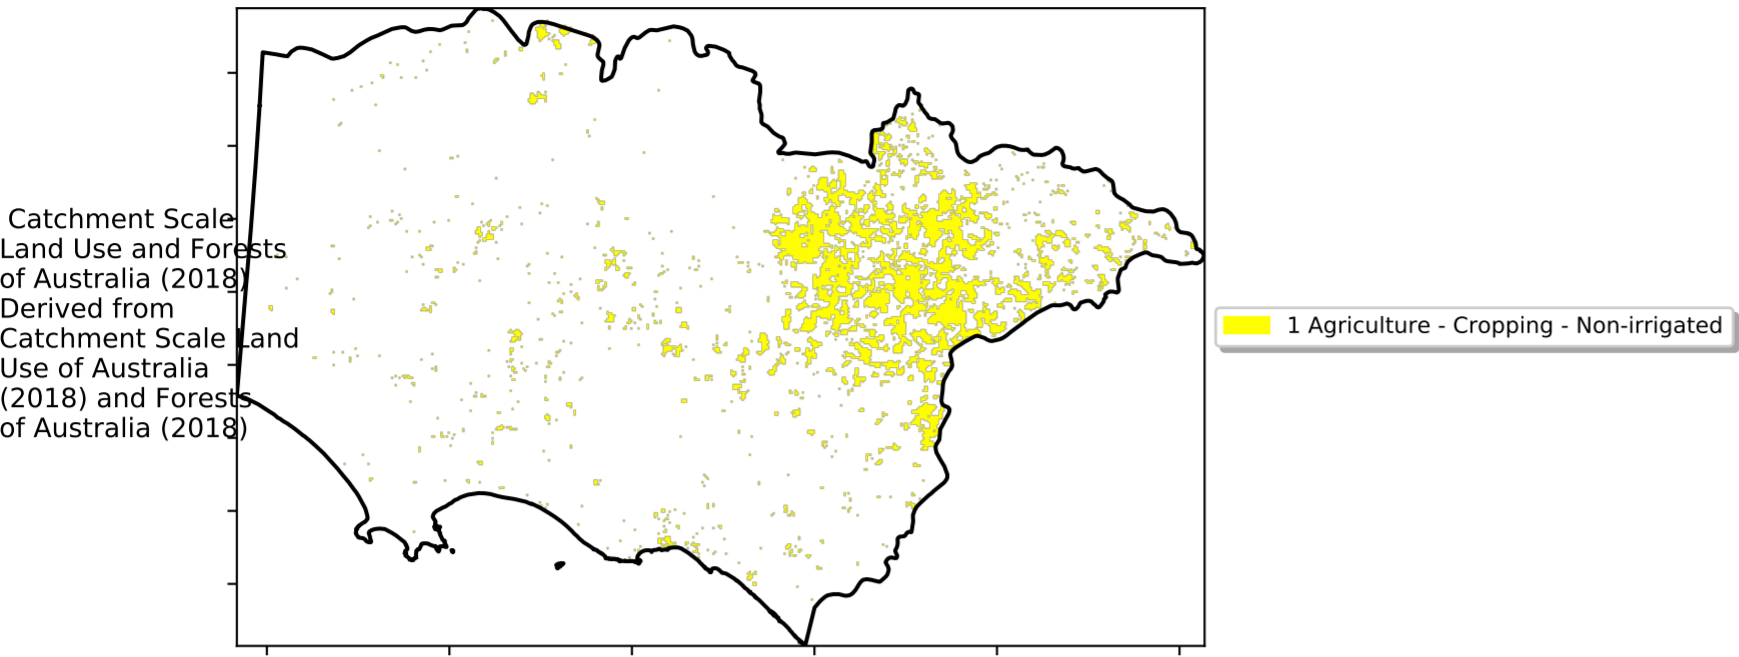 Catchment Scale
Land Use and Forests
of Australia (2018)
Derived from
Catchment Scale Land
Use of Australia
(2018) and Forests
of Australia (2018)
1 Agriculture - Cropping - Non-irrigated